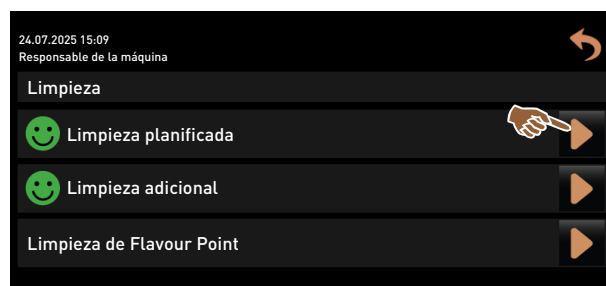 24.07.2025 15:09
Responsable de la máquina
Limpieza
Limpieza planificada
Limpieza adicional
Limpieza de Flavour Point